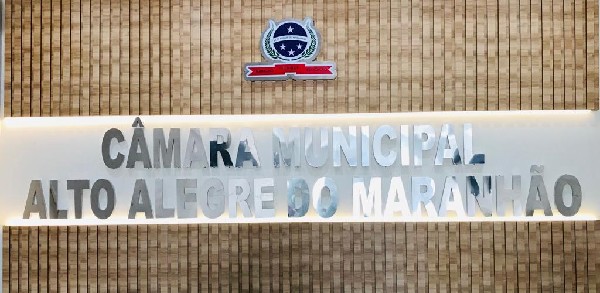 CÂMARA MUNICIPAL
ALTO ALEGRE DO MARANHÃO